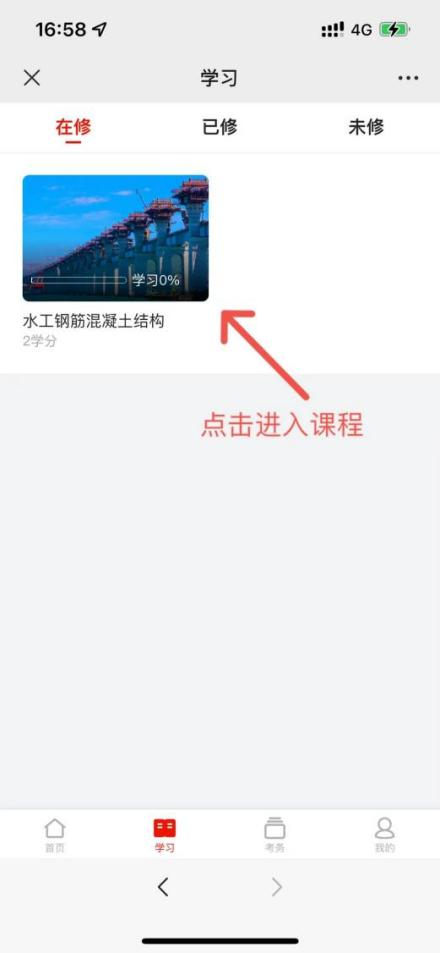 16:58
4G
学习
在修
已修
未修
学习0%
水工钢筋混凝土结构
2学分
点击进入课程
首页
学习
考务
我的